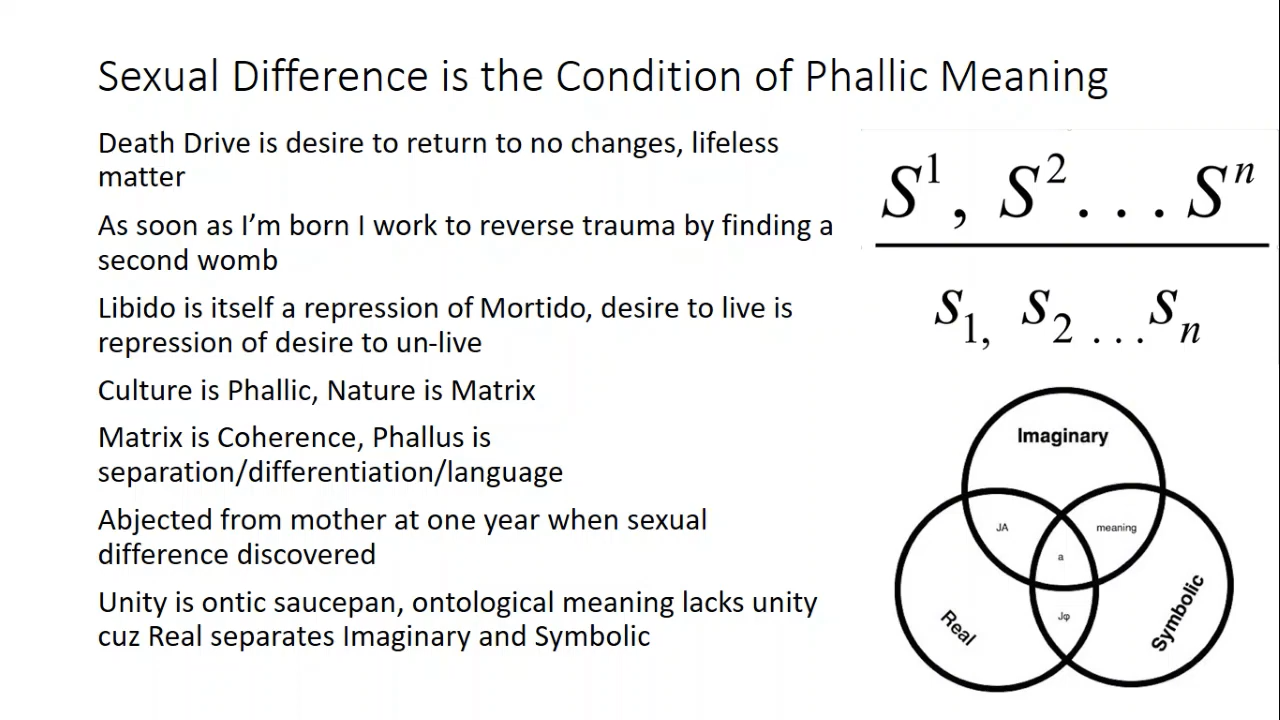 Sexual Difference is the Condition of Phallic Meaning
Death Drive is desire to return to no changes, lifeless
matter
As soon as I’m born I work to reverse trauma by finding a
second womb
Libido is itself a repression of Mortido, desire to live is
repression of desire to un-live
Culture is Phallic, Nature is Matrix
Matrix is Coherence, Phallus is
separation/differentiation/language
Abjected from mother at one year when sexual
difference discovered
Unity is ontic saucepan, ontological meaning lacks unity
cuz Real separates Imaginary and Symbolic
S¹, S² . . . Sⁿ
s₁, s₂ . . . sₙ
Imaginary
JA
meaning
a
Jφ
Real
Symbolic